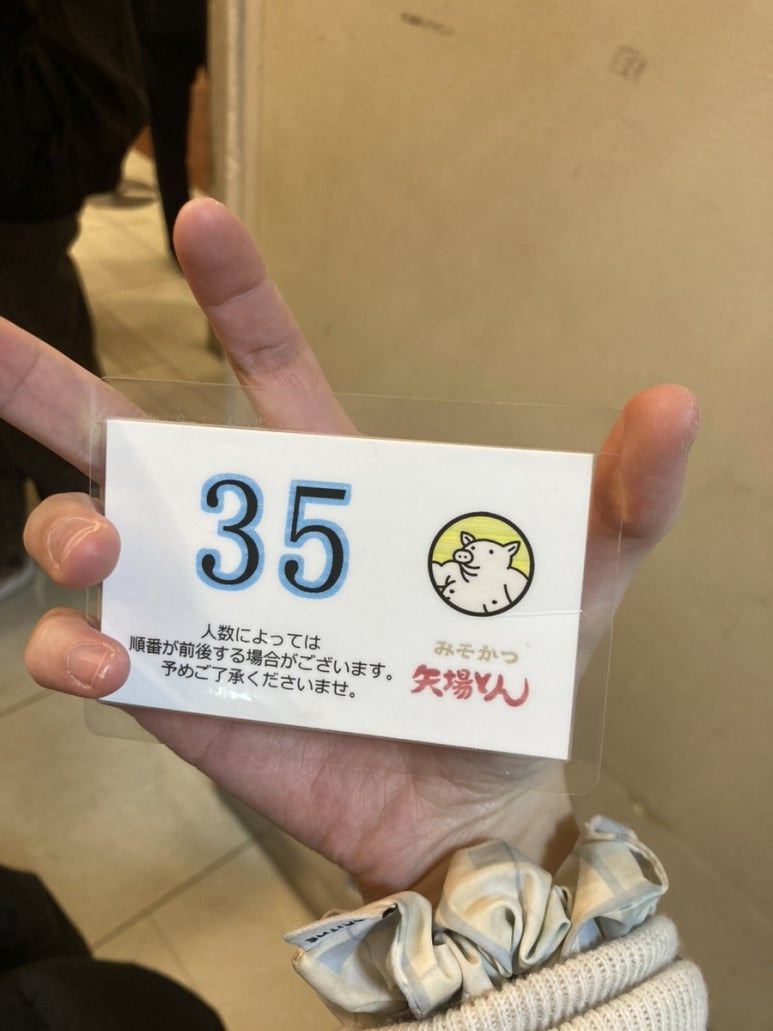 35
人数によっては
順番が前後する場合がございます。
予めご了承くださいませ。
みそかつ
矢場とん